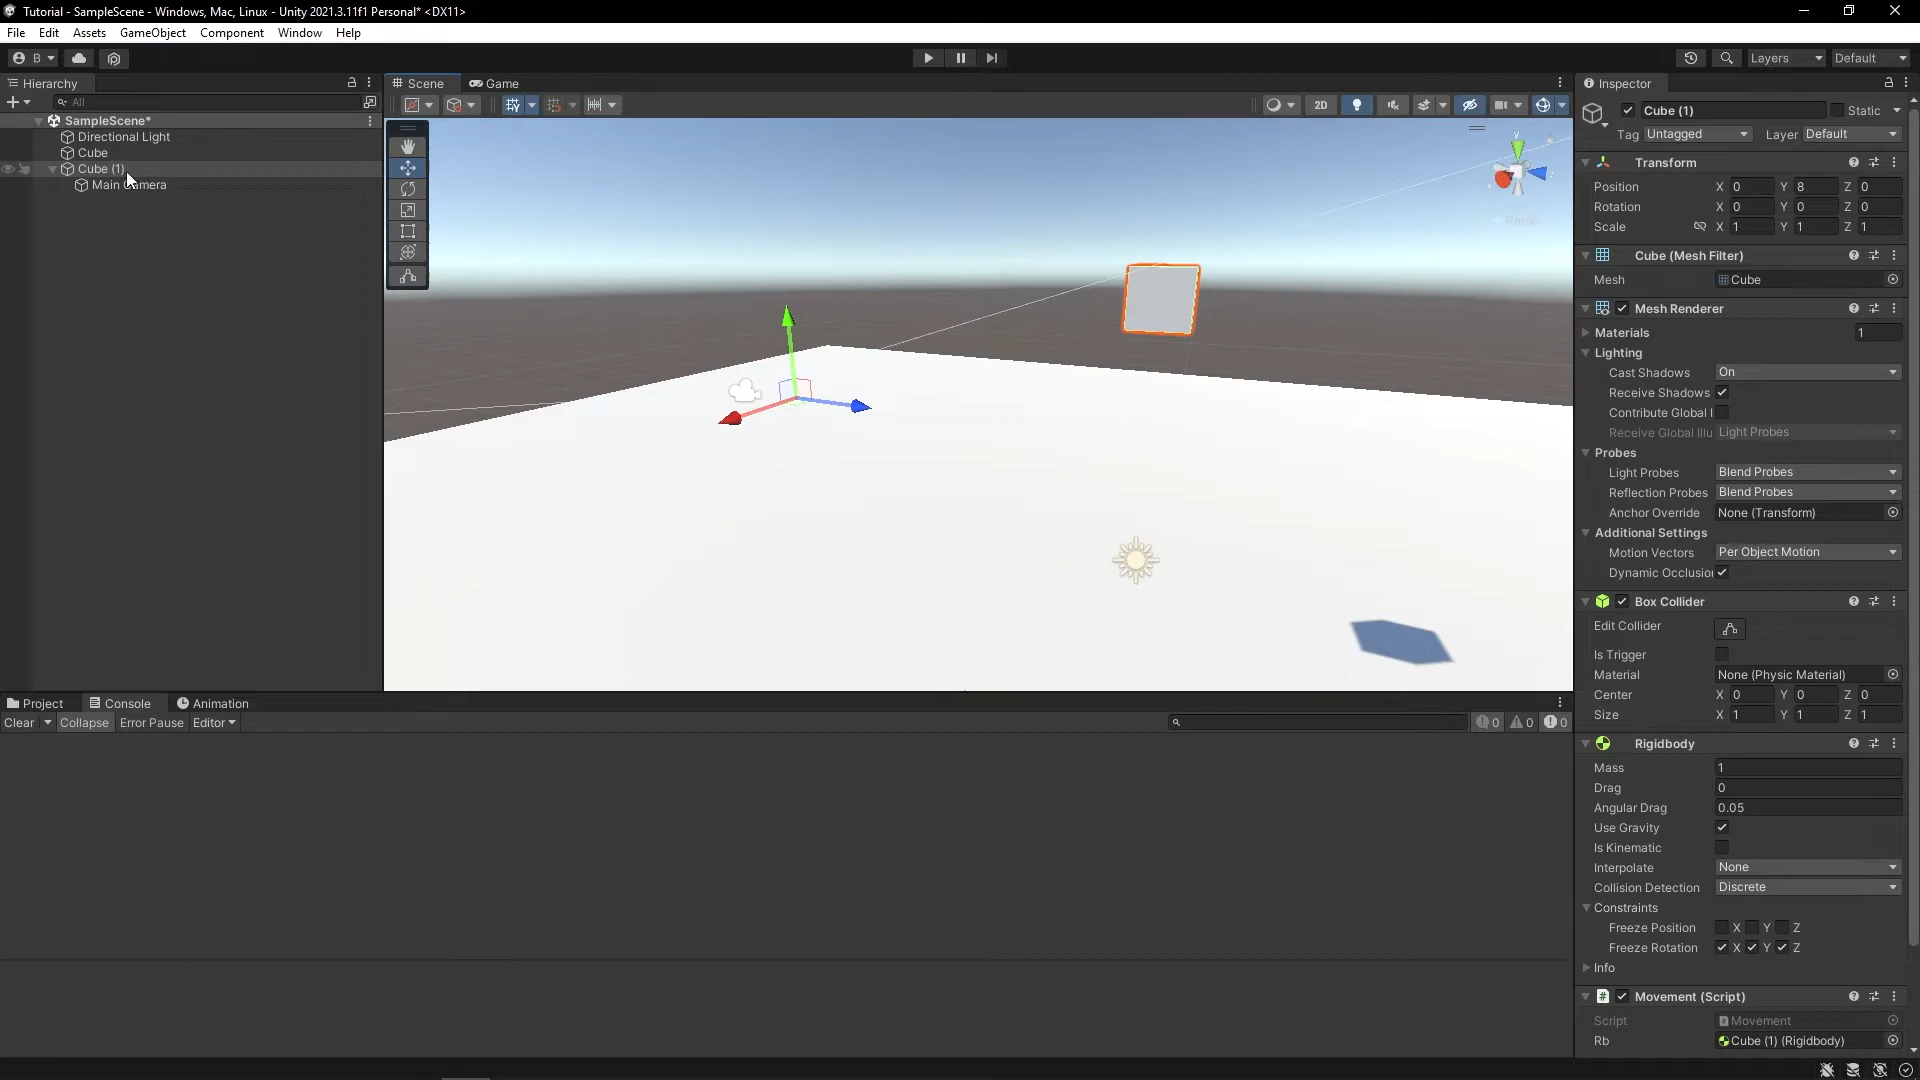 Tutorial - SampleScene - Windows, Mac, Linux - Unity 2021.3.11f1 Personal* <DX11>
File Edit Assets GameObject Component Window Help
B Layers Default
Hierarchy
All
SampleScene*
Directional Light
Cube
Cube (1)
Main Camera
Scene Game
2D
y
Inspector
Cube (1) Static
Tag Untagged Layer Default
Transform
Position X 0 Y 8 Z 0
Rotation X 0 Y 0 Z 0
Scale X 1 Y 1 Z 1
Cube (Mesh Filter)
Mesh Cube
Mesh Renderer
Materials 1
Lighting
Cast Shadows On
Receive Shadows
Contribute Global I
Receive Global Illu Light Probes
Probes
Light Probes Blend Probes
Reflection Probes Blend Probes
Anchor Override None (Transform)
Additional Settings
Motion Vectors Per Object Motion
Dynamic Occlusion
Box Collider
Edit Collider
Is Trigger
Material None (Physic Material)
Center X 0 Y 0 Z 0
Size X 1 Y 1 Z 1
Rigidbody
Mass 1
Drag 0
Angular Drag 0.05
Use Gravity
Is Kinematic
Interpolate None
Collision Detection Discrete
Constraints
Freeze Position X Y Z
Freeze Rotation X Y Z
Info
# Movement (Script)
Script Movement
Rb Cube (1) (Rigidbody)
Project Console Animation
Clear Collapse Error Pause Editor 0 0 0